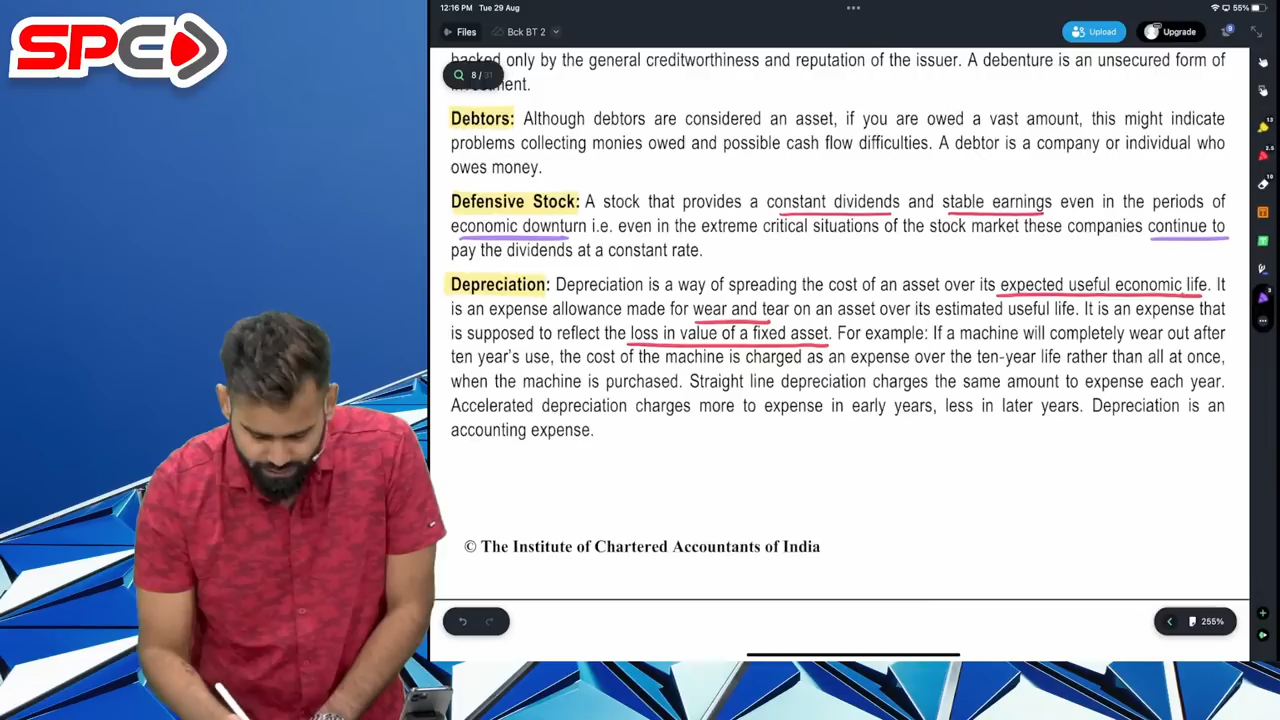 SPC
12:16 PM Tue 29 Aug
55%
Files
Bck BT 2
Upload
Upgrade
backed only by the general creditworthiness and reputation of the issuer. A debenture is an unsecured form of
8 / 31
investment.
Debtors: Although debtors are considered an asset, if you are owed a vast amount, this might indicate
problems collecting monies owed and possible cash flow difficulties. A debtor is a company or individual who
owes money.
Defensive Stock: A stock that provides a constant dividends and stable earnings even in the periods of
economic downturn i.e. even in the extreme critical situations of the stock market these companies continue to
pay the dividends at a constant rate.
Depreciation: Depreciation is a way of spreading the cost of an asset over its expected useful economic life. It
is an expense allowance made for wear and tear on an asset over its estimated useful life. It is an expense that
is supposed to reflect the loss in value of a fixed asset. For example: If a machine will completely wear out after
ten year's use, the cost of the machine is charged as an expense over the ten-year life rather than all at once,
when the machine is purchased. Straight line depreciation charges the same amount to expense each year.
Accelerated depreciation charges more to expense in early years, less in later years. Depreciation is an
accounting expense.
© The Institute of Chartered Accountants of India
255%